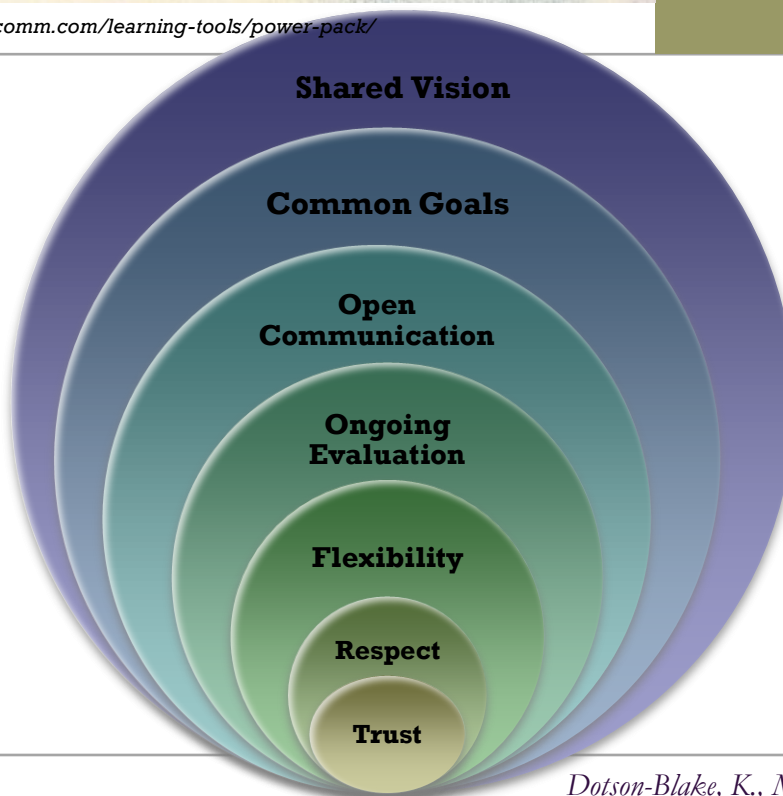 comm.com/learning-tools/power-pack/
Shared Vision
Common Goals
Open
Communication
Ongoing
Evaluation
Flexibility
Respect
Trust
Dotson-Blake, K., M